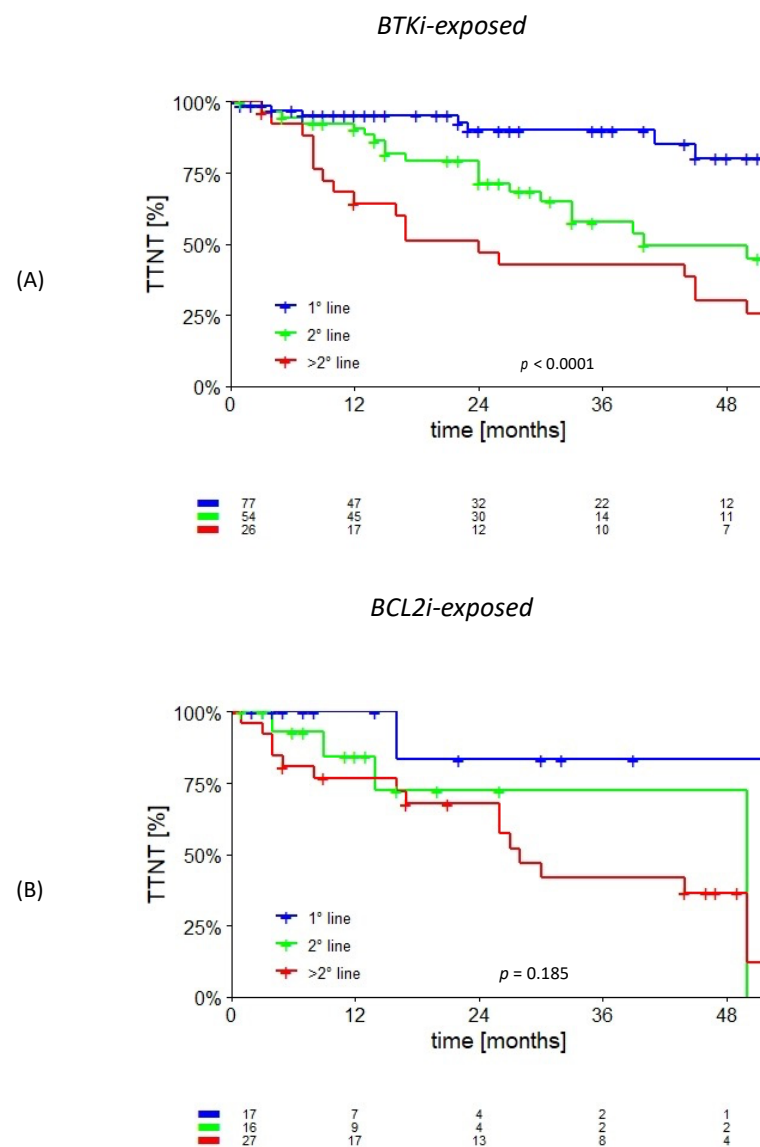 BTKi-exposed
(A)
TTNT [%]
100%
75%
50%
25%
0%
1° line
2° line
>2° line
p < 0.0001
0 12 24 36 48
time [months]
77 47 32 22 12
54 45 30 14 11
26 17 12 10 7
BCL2i-exposed
(B)
TTNT [%]
100%
75%
50%
25%
0%
1° line
2° line
>2° line
p = 0.185
0 12 24 36 48
time [months]
17 7 4 2 1
16 9 4 2 2
27 17 13 8 4